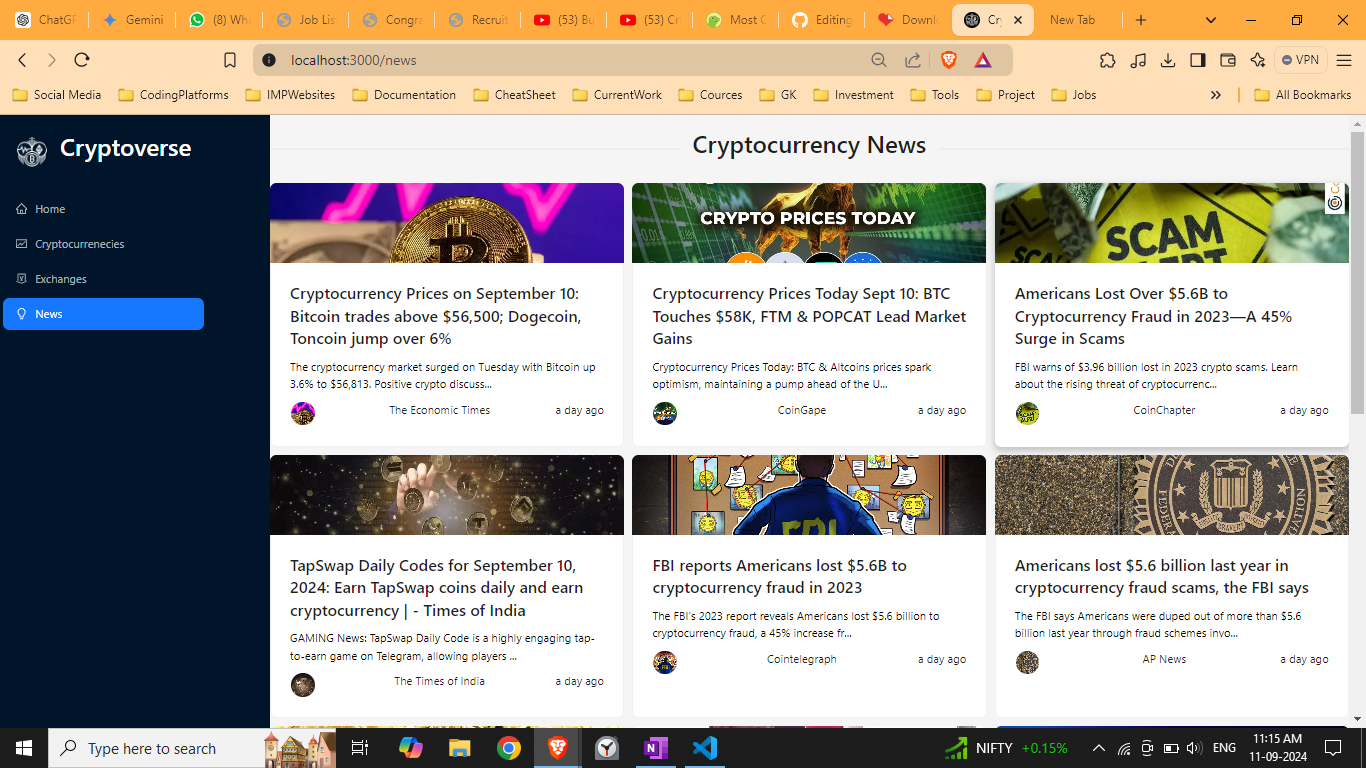 ChatGP
Gemini
(8) Wha
Job Lis
Congra
Recruit
(53) Bu
(53) Cr
Most C
Editing
Downl
Cry
New Tab
localhost:3000/news
VPN
Social Media
CodingPlatforms
IMPWebsites
Documentation
CheatSheet
CurrentWork
Cources
GK
Investment
Tools
Project
Jobs
All Bookmarks
Cryptoverse
Home
Cryptocurrenecies
Exchanges
News
Cryptocurrency News
CRYPTO PRICES TODAY
SCAM
ALERT
Cryptocurrency Prices on September 10:
Bitcoin trades above $56,500; Dogecoin,
Toncoin jump over 6%
The cryptocurrency market surged on Tuesday with Bitcoin up
3.6% to $56,813. Positive crypto discuss...
The Economic Times
a day ago
Cryptocurrency Prices Today Sept 10: BTC
Touches $58K, FTM & POPCAT Lead Market
Gains
Cryptocurrency Prices Today: BTC & Altcoins prices spark
optimism, maintaining a pump ahead of the U...
CoinGape
a day ago
Americans Lost Over $5.6B to
Cryptocurrency Fraud in 2023—A 45%
Surge in Scams
FBI warns of $3.96 billion lost in 2023 crypto scams. Learn
about the rising threat of cryptocurrenc...
CoinChapter
a day ago
FBI
TapSwap Daily Codes for September 10,
2024: Earn TapSwap coins daily and earn
cryptocurrency | - Times of India
GAMING News: TapSwap Daily Code is a highly engaging tap-
to-earn game on Telegram, allowing players ...
The Times of India
a day ago
FBI reports Americans lost $5.6B to
cryptocurrency fraud in 2023
The FBI's 2023 report reveals Americans lost $5.6 billion to
cryptocurrency fraud, a 45% increase fr...
Cointelegraph
a day ago
Americans lost $5.6 billion last year in
cryptocurrency fraud scams, the FBI says
The FBI says Americans were duped out of more than $5.6
billion last year through fraud schemes invo...
AP News
a day ago
Type here to search
NIFTY +0.15%
ENG
11:15 AM
11-09-2024